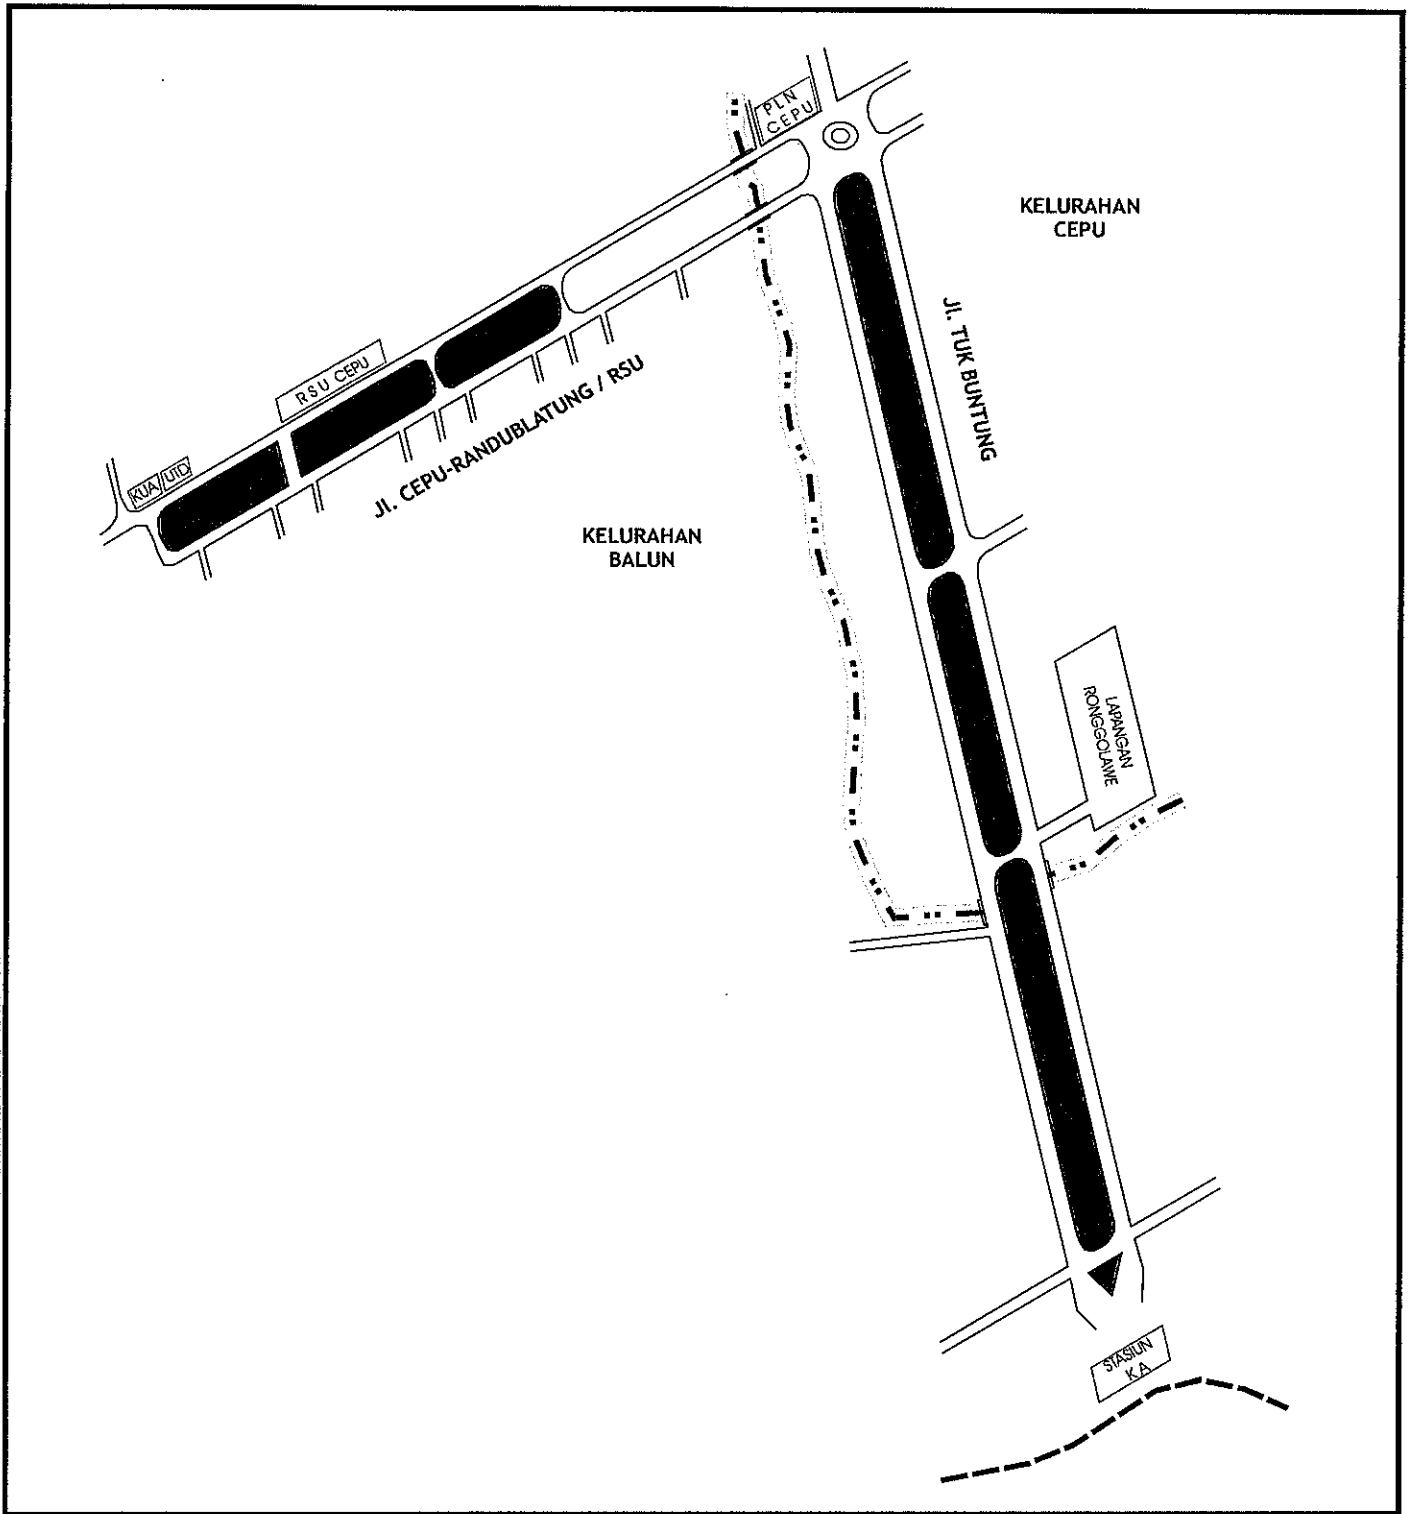 PLN
CEPU
KELURAHAN
CEPU
Jl. TUK BUNTUNG
RSU CEPU
Jl. CEPU-RANDUBLATUNG / RSU
KUA
UTD
KELURAHAN
BALUN
LAPANGAN
RONGGOLAWE
STASIUN
KA